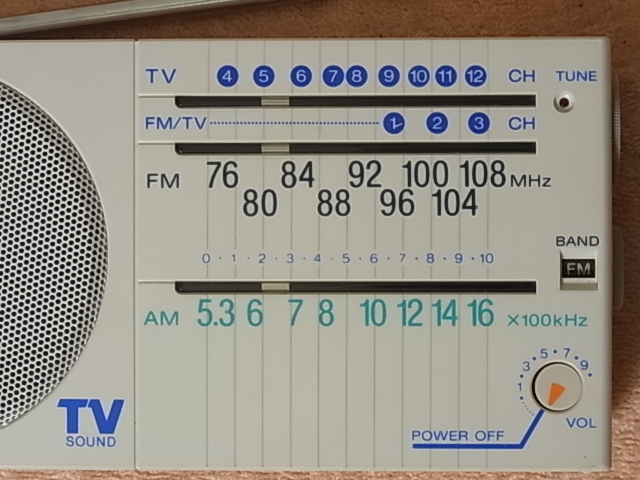 TV 4 5 6 7 8 9 10 11 12 CH TUNE
FM/TV 1 2 3 CH
FM 76 84 92 100 108 MHz
80 88 96 104
BAND
0 · 1 · 2 · 3 · 4 · 5 · 6 · 7 · 8 · 9 · 10
FM
AM 5.3 6 7 8 10 12 14 16 ×100kHz
1 · 3 · 5 · 7 · 9
TV
SOUND
VOL
POWER OFF